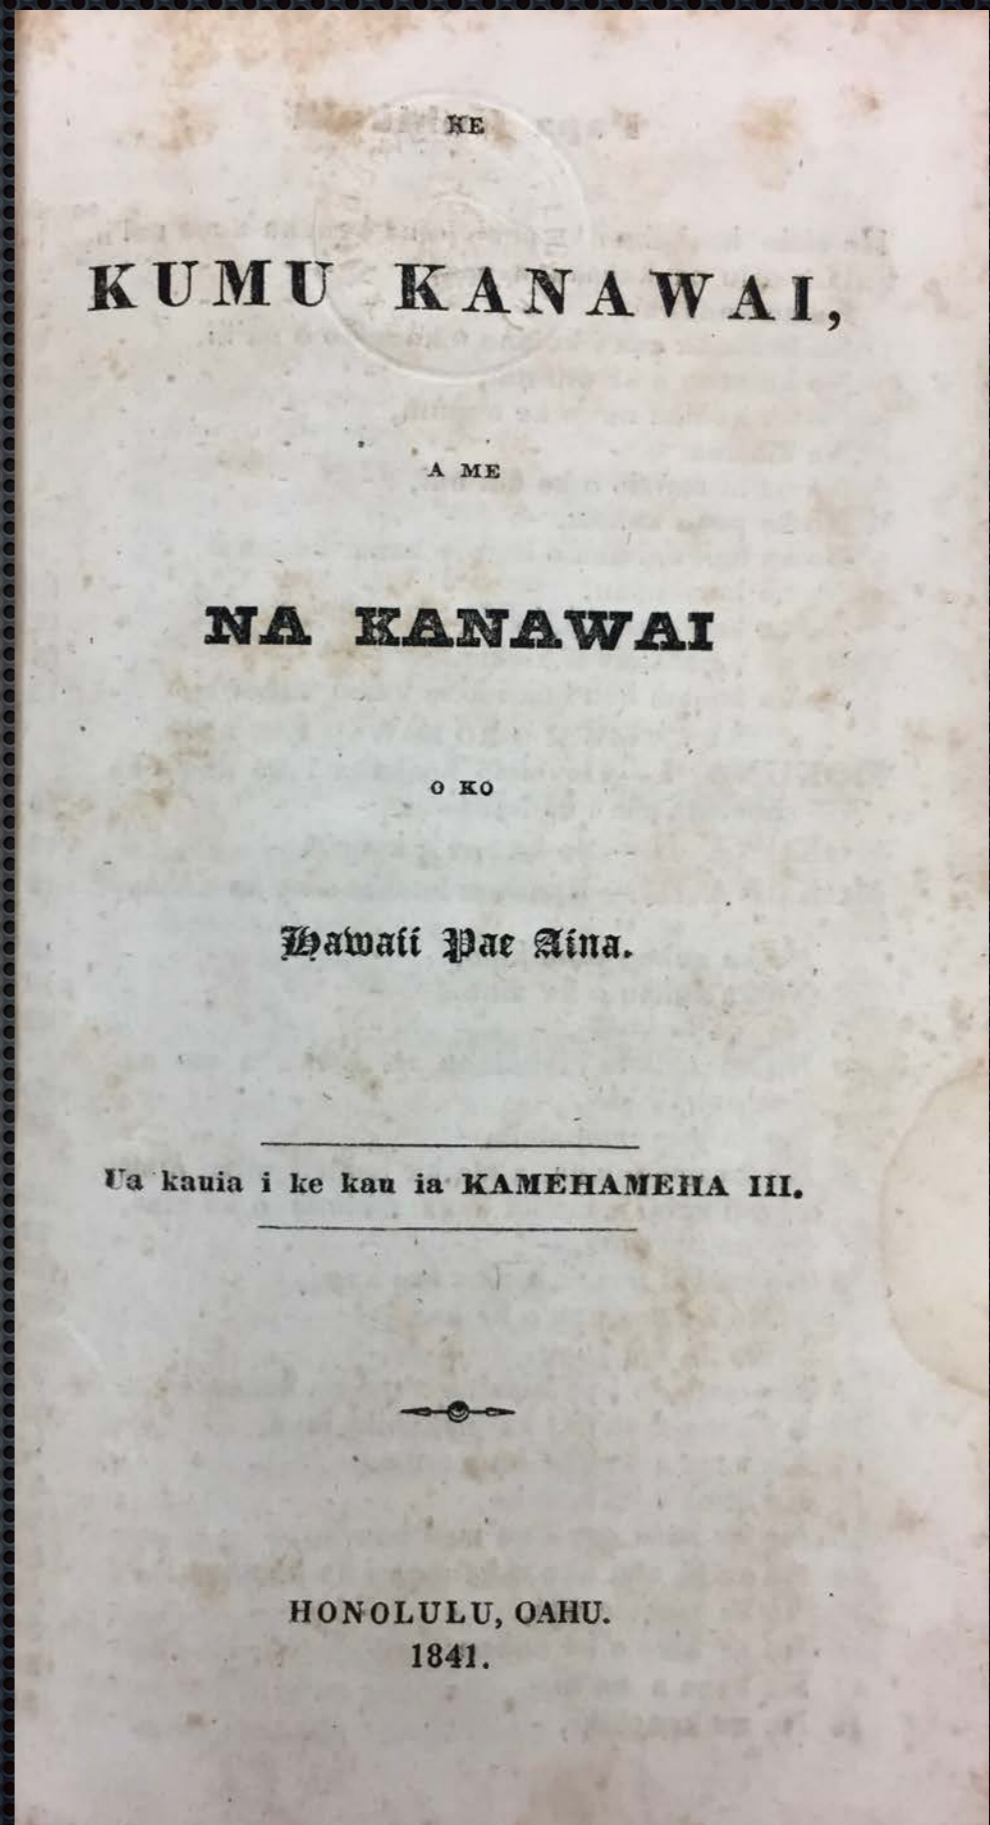 KE
KUMU KANAWAI,
A ME
NA KANAWAI
O KO
Hawaii Pae Aina.
Ua kauia i ke kau ia KAMEHAMEHA III.
HONOLULU, OAHU.
1841.